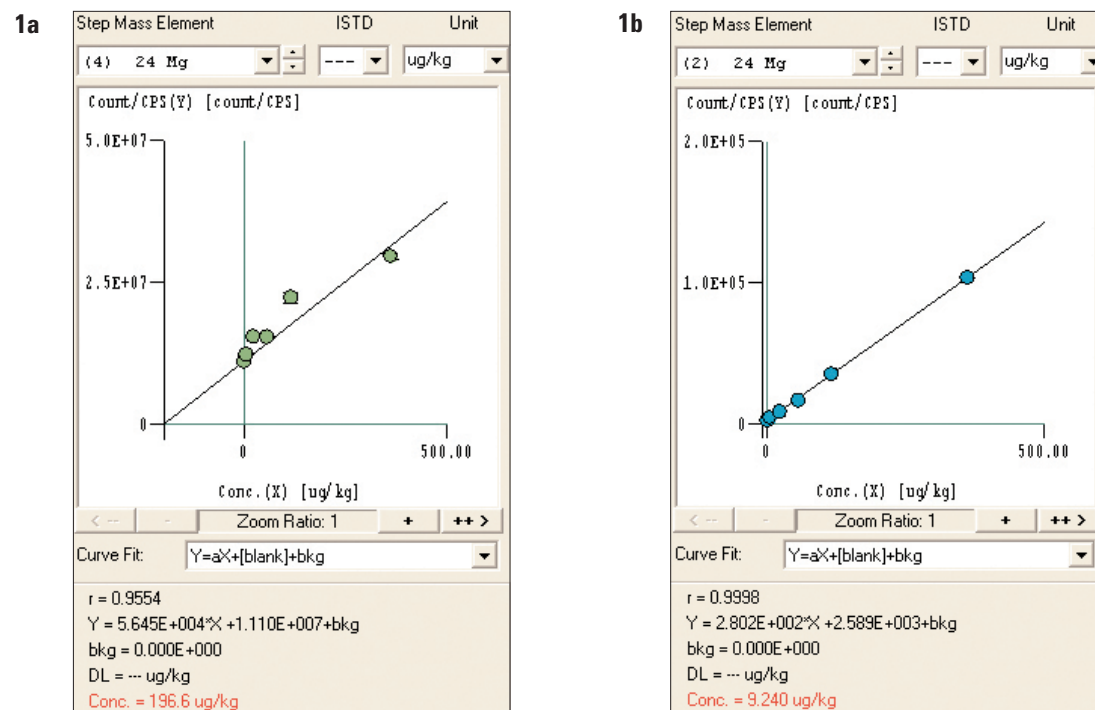 1a
Step Mass Element ISTD Unit
(4) 24 Mg --- ug/kg
Count/CPS(Y) [count/CPS]
5.0E+07
2.5E+07
0
0 500.00
Conc.(X) [ug/kg]
< -- - Zoom Ratio: 1 + ++ >
Curve Fit: Y=aX+[blank]+bkg
r = 0.9554
Y = 5.645E+004*X +1.110E+007+bkg
bkg = 0.000E+000
DL = --- ug/kg
Conc. = 196.6 ug/kg
1b
Step Mass Element ISTD Unit
(2) 24 Mg --- ug/kg
Count/CPS(Y) [count/CPS]
2.0E+05
1.0E+05
0
0 500.00
Conc.(X) [ug/kg]
< -- - Zoom Ratio: 1 + ++ >
Curve Fit: Y=aX+[blank]+bkg
r = 0.9998
Y = 2.802E+002*X +2.589E+003+bkg
bkg = 0.000E+000
DL = --- ug/kg
Conc. = 9.240 ug/kg